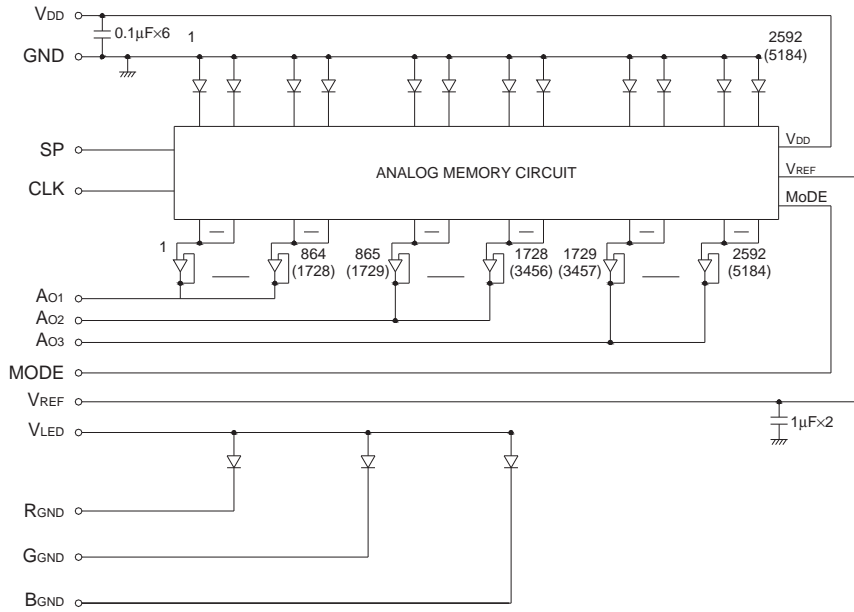 VDD
0.1µF×6
1
2592
(5184)
GND
SP
CLK
ANALOG MEMORY CIRCUIT
VDD
VREF
MoDE
1
864
(1728)
865
(1729)
1728
(3456)
1729
(3457)
2592
(5184)
AO1
AO2
AO3
MODE
VREF
1µF×2
VLED
RGND
GGND
BGND